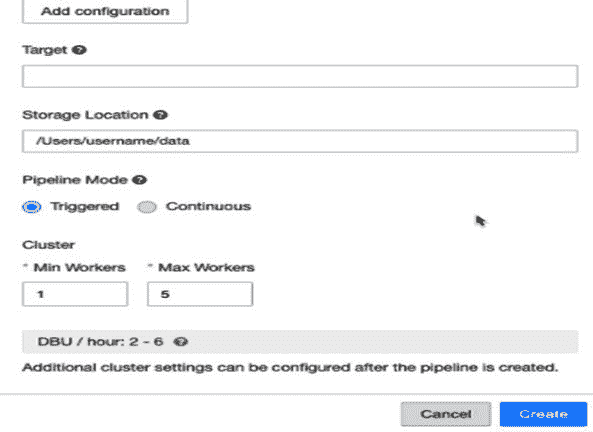 Add configuration
Target ?
Storage Location ?
/Users/username/data
Pipeline Mode ?
Triggered Continuous
Cluster
* Min Workers * Max Workers
1 5
DBU / hour: 2 - 6 ?
Additional cluster settings can be configured after the pipeline is created.
Cancel Create